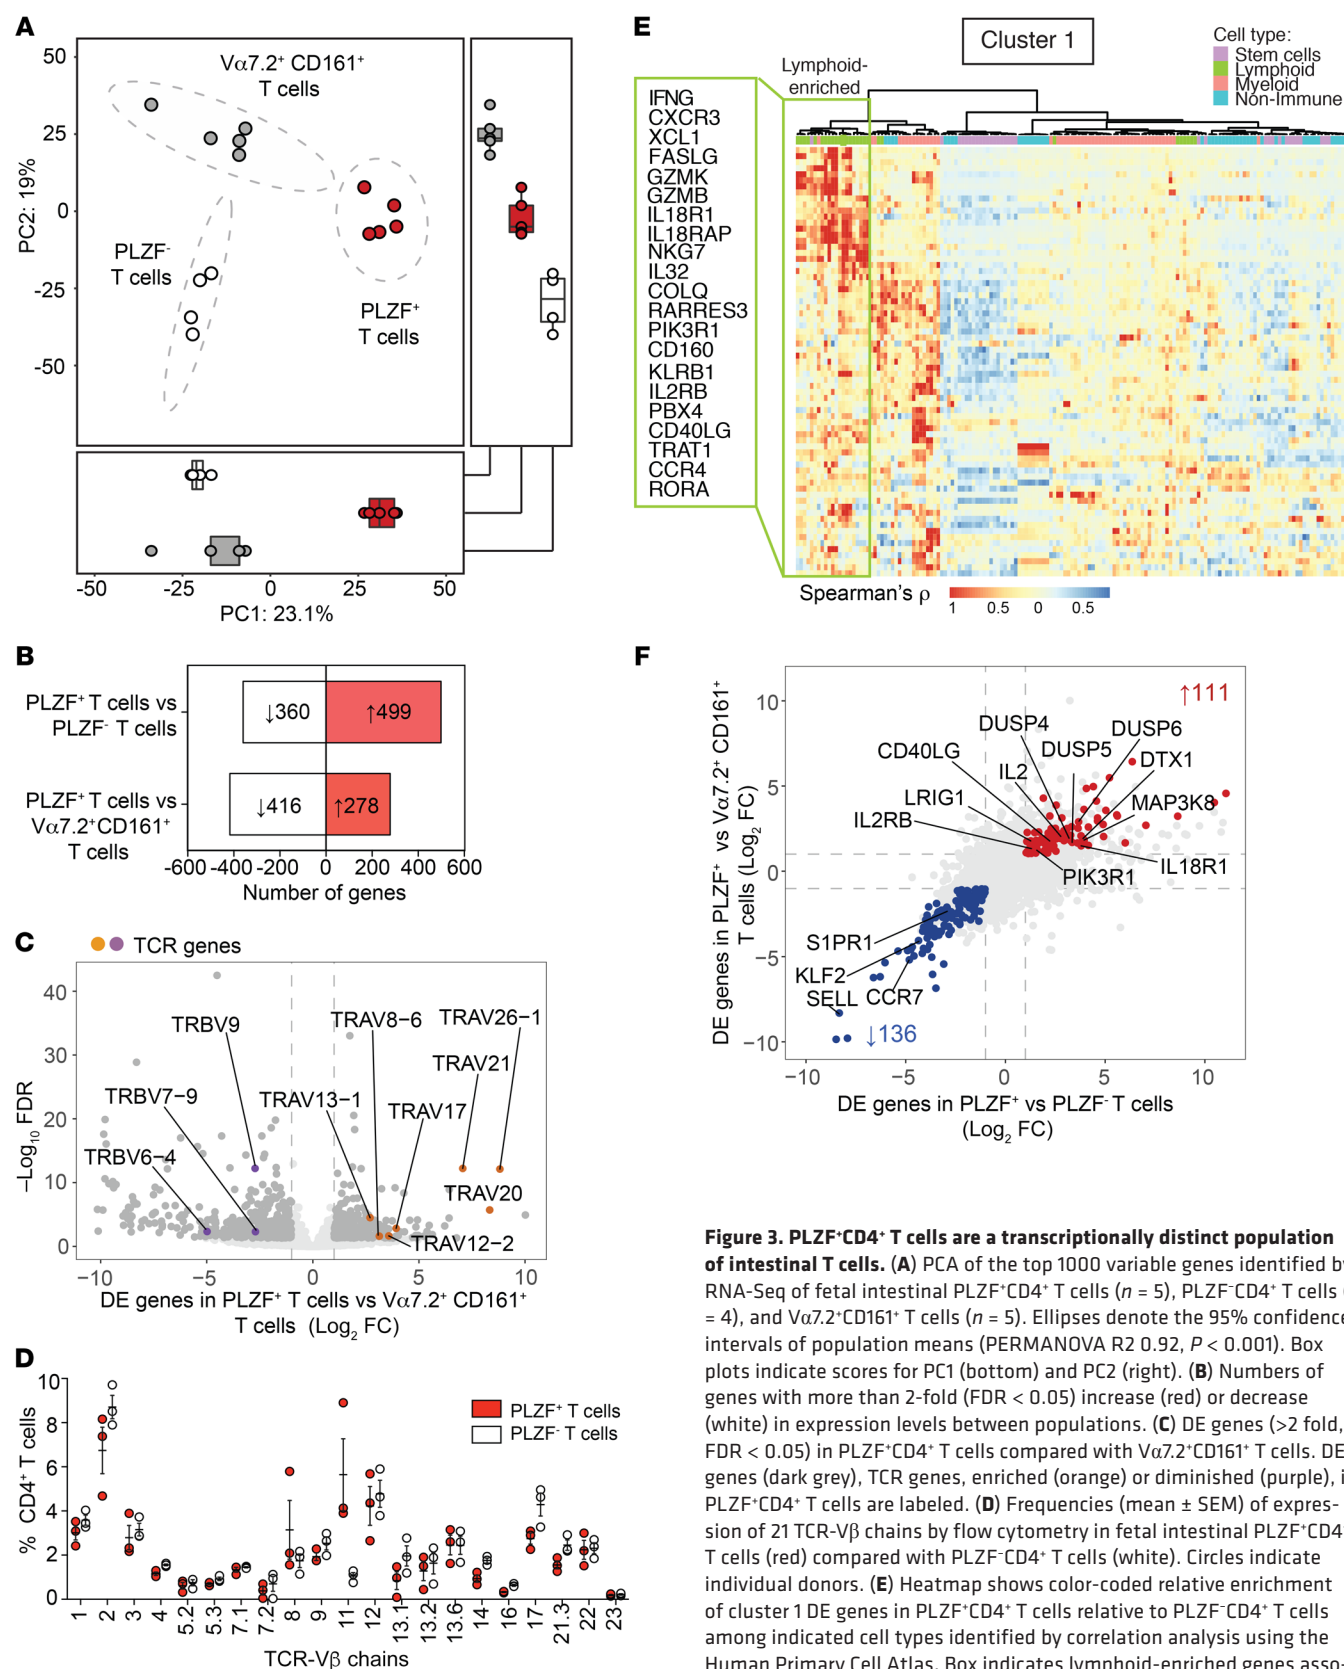 A
50
25
0
-25
-50
PC2: 19%
Vα7.2⁺ CD161⁺
T cells
PLZF⁻
T cells
PLZF⁺
T cells
-50
-25
0
25
50
PC1: 23.1%
B
PLZF⁺ T cells vs
PLZF⁻ T cells
↓360
↑499
PLZF⁺ T cells vs
Vα7.2⁺CD161⁺
T cells
↓416
↑278
-600 -400 -200 0 200 400 600
Number of genes
C
TCR genes
40
30
20
10
0
–Log₁₀ FDR
TRBV9
TRAV8–6
TRAV26–1
TRAV21
TRBV7–9
TRAV13–1
TRAV17
TRBV6–4
TRAV20
TRAV12–2
−10
−5
0
5
10
DE genes in PLZF⁺ T cells vs Vα7.2⁺ CD161⁺
T cells (Log₂ FC)
D
10
8
6
4
2
0
% CD4⁺ T cells
PLZF⁺ T cells
PLZF⁻ T cells
1
2
3
4
5.2
5.3
7.1
7.2
8
9
11
12
13.1
13.2
13.6
14
16
17
21.3
22
23
TCR-Vβ chains
E
Cluster 1
Cell type:
Stem cells
Lymphoid
Myeloid
Non-Immune
Lymphoid-
enriched
IFNG
CXCR3
XCL1
FASLG
GZMK
GZMB
IL18R1
IL18RAP
NKG7
IL32
COLQ
RARRES3
PIK3R1
CD160
KLRB1
IL2RB
PBX4
CD40LG
TRAT1
CCR4
RORA
Spearman's ρ
1 0.5 0 0.5
F
10
5
0
−5
−10
DE genes in PLZF⁺ vs Vα7.2⁺ CD161⁺
T cells (Log₂ FC)
↑111
DUSP4
DUSP6
CD40LG
DUSP5
DTX1
IL2
LRIG1
MAP3K8
IL2RB
IL18R1
PIK3R1
S1PR1
KLF2
SELL
CCR7
↓136
−10
−5
0
5
10
DE genes in PLZF⁺ vs PLZF⁻ T cells
(Log₂ FC)
Figure 3. PLZF⁺CD4⁺ T cells are a transcriptionally distinct population
of intestinal T cells. (A) PCA of the top 1000 variable genes identified by
RNA-Seq of fetal intestinal PLZF⁺CD4⁺ T cells (n = 5), PLZF⁻CD4⁺ T cells (
= 4), and Vα7.2⁺CD161⁺ T cells (n = 5). Ellipses denote the 95% confidence
intervals of population means (PERMANOVA R2 0.92, P < 0.001). Box
plots indicate scores for PC1 (bottom) and PC2 (right). (B) Numbers of
genes with more than 2-fold (FDR < 0.05) increase (red) or decrease
(white) in expression levels between populations. (C) DE genes (>2 fold,
FDR < 0.05) in PLZF⁺CD4⁺ T cells compared with Vα7.2⁺CD161⁺ T cells. DE
genes (dark grey), TCR genes, enriched (orange) or diminished (purple), i
PLZF⁺CD4⁺ T cells are labeled. (D) Frequencies (mean ± SEM) of expres-
sion of 21 TCR-Vβ chains by flow cytometry in fetal intestinal PLZF⁺CD4
T cells (red) compared with PLZF⁻CD4⁺ T cells (white). Circles indicate
individual donors. (E) Heatmap shows color-coded relative enrichment
of cluster 1 DE genes in PLZF⁺CD4⁺ T cells relative to PLZF⁻CD4⁺ T cells
among indicated cell types identified by correlation analysis using the
Human Primary Cell Atlas. Box indicates lymphoid-enriched genes asso-